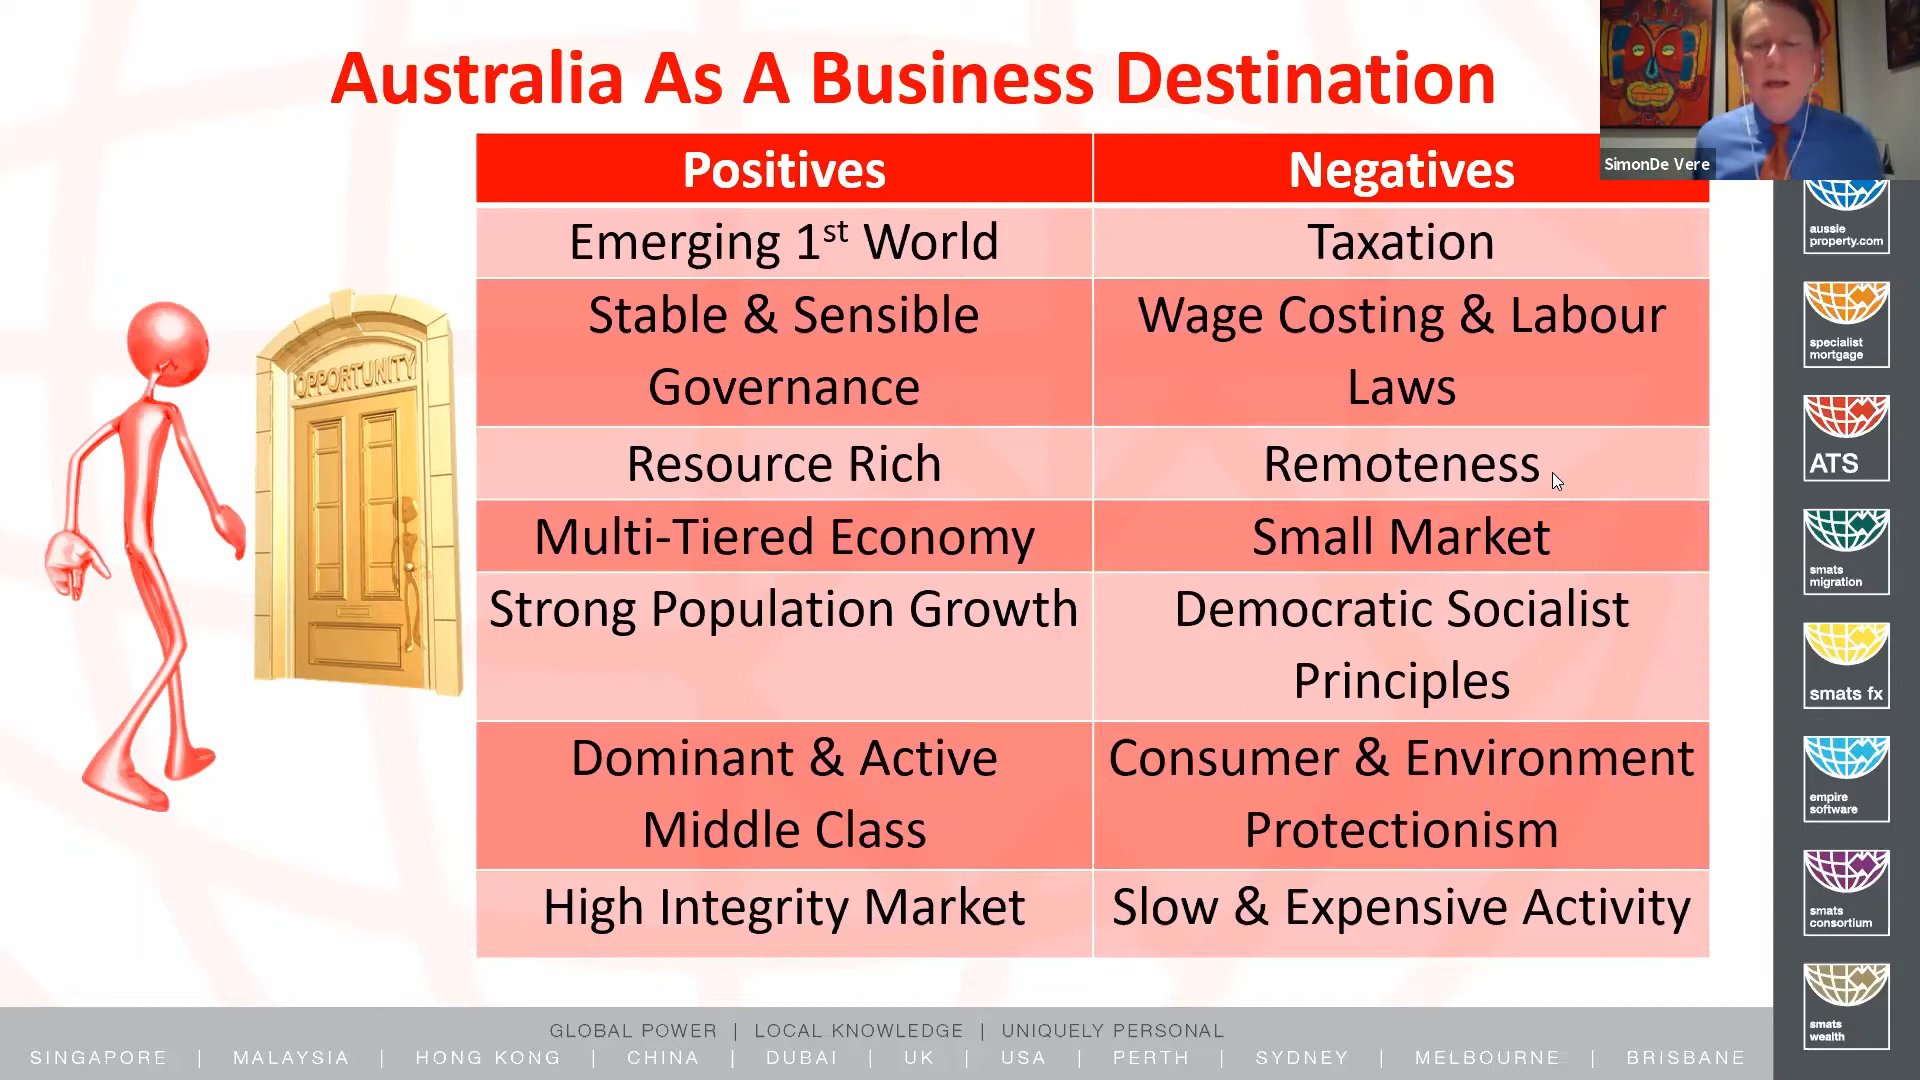 Australia As A Business Destination
SimonDe Vere
Positives
Negatives
Emerging 1st World
Taxation
Stable & Sensible
Governance
Wage Costing & Labour
Laws
Resource Rich
Remoteness
Multi-Tiered Economy
Small Market
Strong Population Growth
Democratic Socialist
Principles
Dominant & Active
Middle Class
Consumer & Environment
Protectionism
High Integrity Market
Slow & Expensive Activity
OPPORTUNITY
aussie
property.com
specialist
mortgage
ATS
smats
migration
smats fx
empire
software
smats
consortium
smats
wealth
GLOBAL POWER | LOCAL KNOWLEDGE | UNIQUELY PERSONAL
SINGAPORE | MALAYSIA | HONG KONG | CHINA | DUBAI | UK | USA | PERTH | SYDNEY | MELBOURNE | BRISBANE